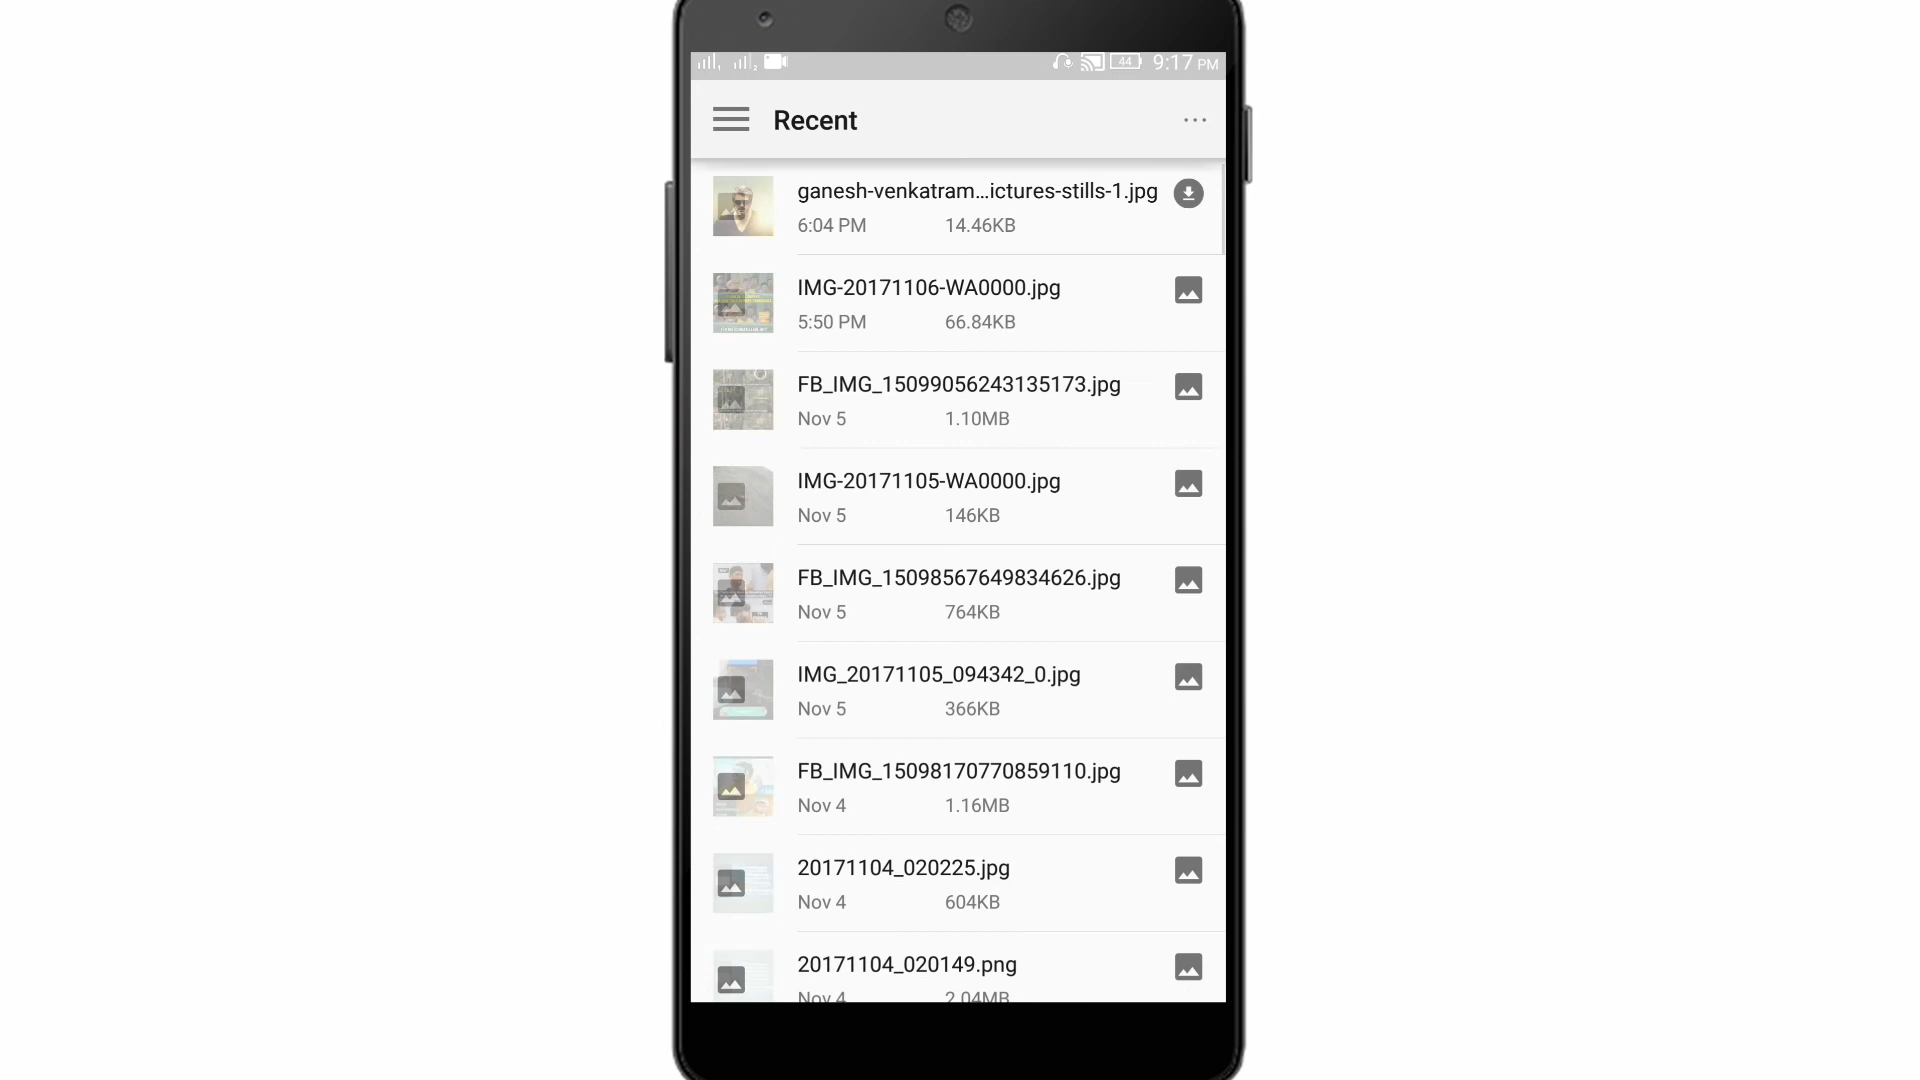 44 9:17 PM
Recent
ganesh-venkatram...ictures-stills-1.jpg
6:04 PM 14.46KB
IMG-20171106-WA0000.jpg
5:50 PM 66.84KB
FB_IMG_15099056243135173.jpg
Nov 5 1.10MB
IMG-20171105-WA0000.jpg
Nov 5 146KB
FB_IMG_15098567649834626.jpg
Nov 5 764KB
IMG_20171105_094342_0.jpg
Nov 5 366KB
FB_IMG_15098170770859110.jpg
Nov 4 1.16MB
20171104_020225.jpg
Nov 4 604KB
20171104_020149.png
Nov 4 2.04MB